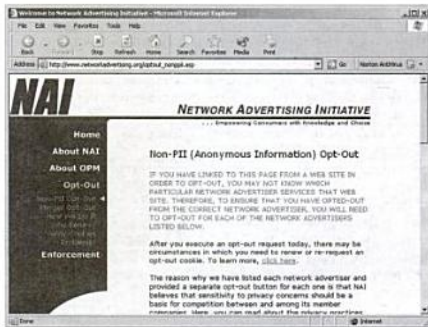 Welcome to Network Advertising Initiative - Microsoft Internet Explorer
File Edit View Favorites Tools Help
Back Stop Refresh Home Search Favorites Media Print
Address http://www.networkadvertising.org/optout_nonppii.asp Go Norton AntiVirus
NAI
NETWORK ADVERTISING INITIATIVE
... Empowering Consumers with Knowledge and Choice
Home
About NAI
About OPM
Opt-Out
Non-PII Opt-Out
Enforcement
Non-PII (Anonymous Information) Opt-Out
IF YOU HAVE LINKED TO THIS PAGE FROM A WEB SITE IN
ORDER TO OPT-OUT, YOU MAY NOT KNOW WHICH
PARTICULAR NETWORK ADVERTISER SERVICES THAT WEB
SITE. THEREFORE, TO ENSURE THAT YOU HAVE OPTED-OUT
FROM THE CORRECT NETWORK ADVERTISER, YOU WILL NEED
TO OPT-OUT FOR EACH OF THE NETWORK ADVERTISERS
LISTED BELOW.
After you execute an opt-out request today, there may be
circumstances in which you need to renew or re-request an
opt-out cookie. To learn more, click here.
The reason why we have listed each network advertiser and
provided a separate opt-out button for each one is that NAI
believes that sensitivity to privacy concerns should be a
basis for competition between and among its member
companies. Here, you can read about the privacy practices
Done
Internet